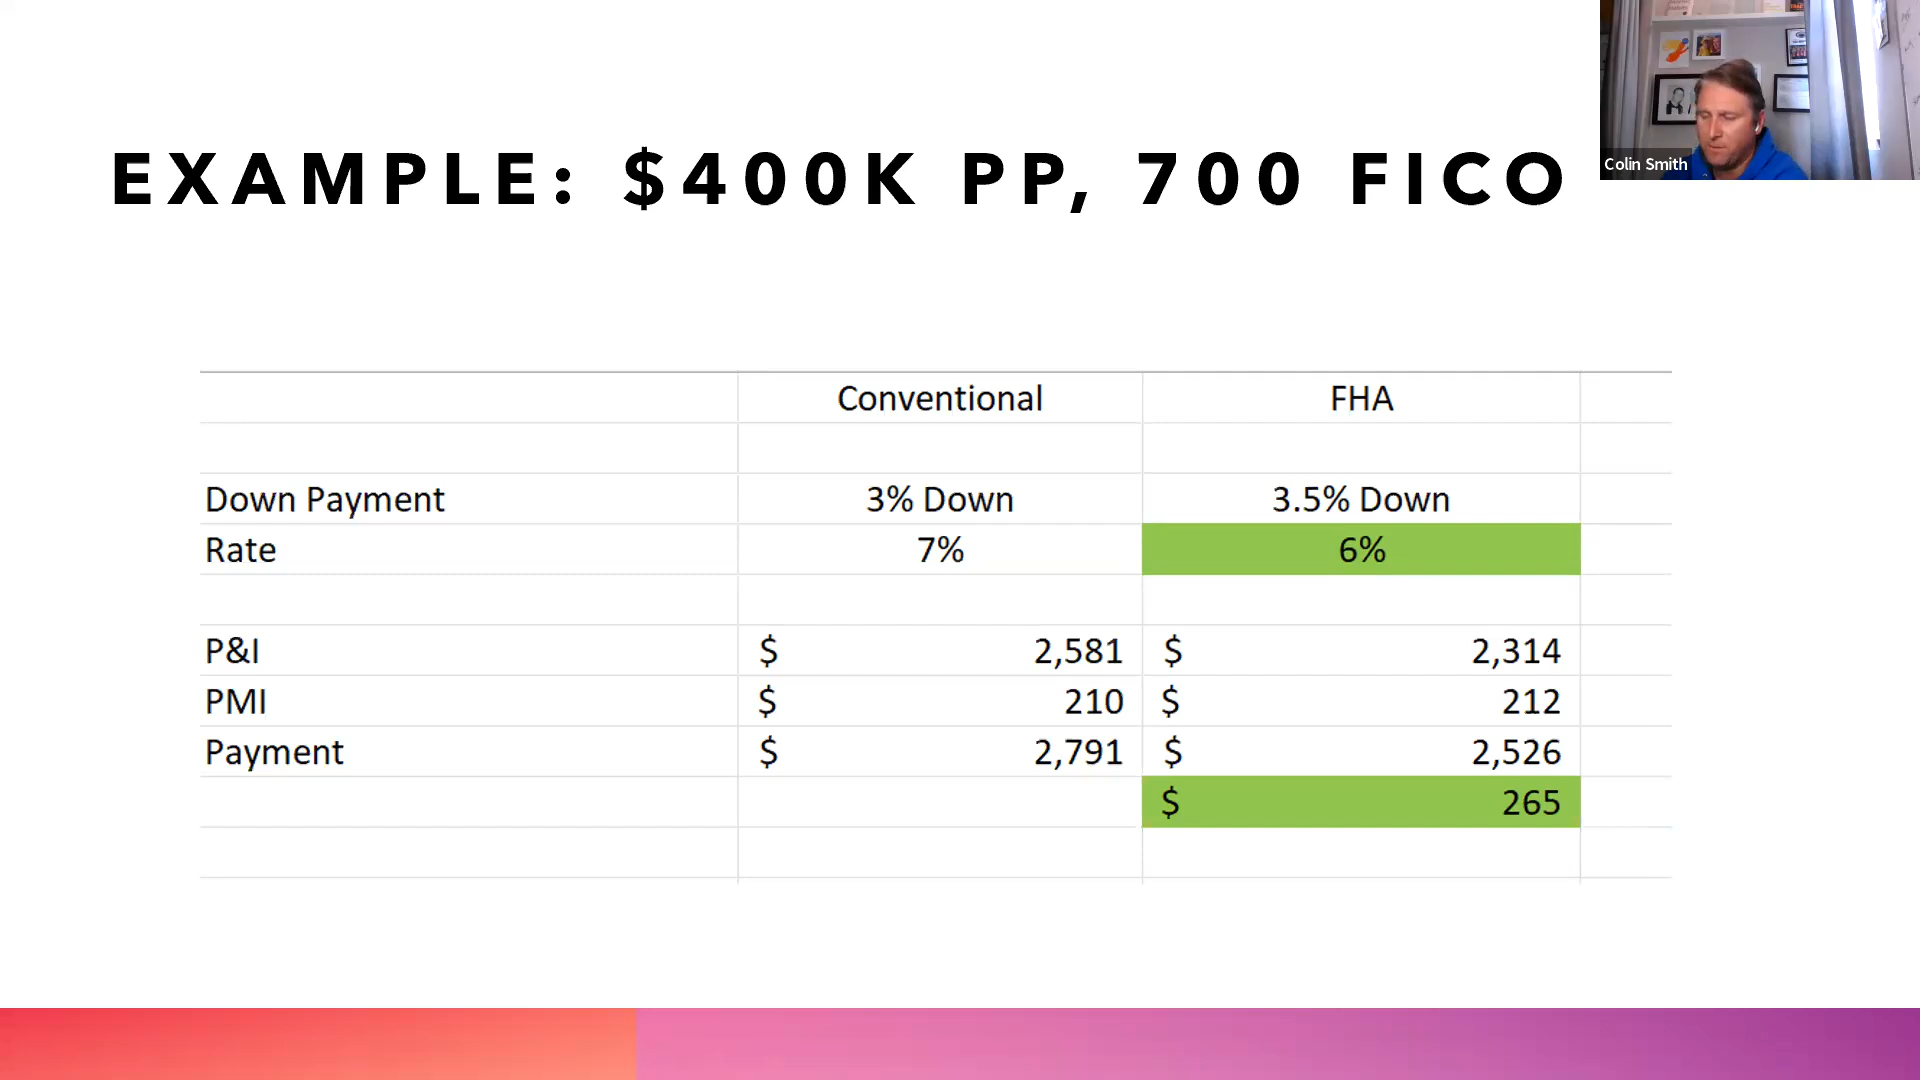 EXAMPLE: $400K PP, 700 FICO
Colin Smith
Conventional FHA
Down Payment 3% Down 3.5% Down
Rate 7% 6%
P&I $ 2,581 $ 2,314
PMI $ 210 $ 212
Payment $ 2,791 $ 2,526
$ 265